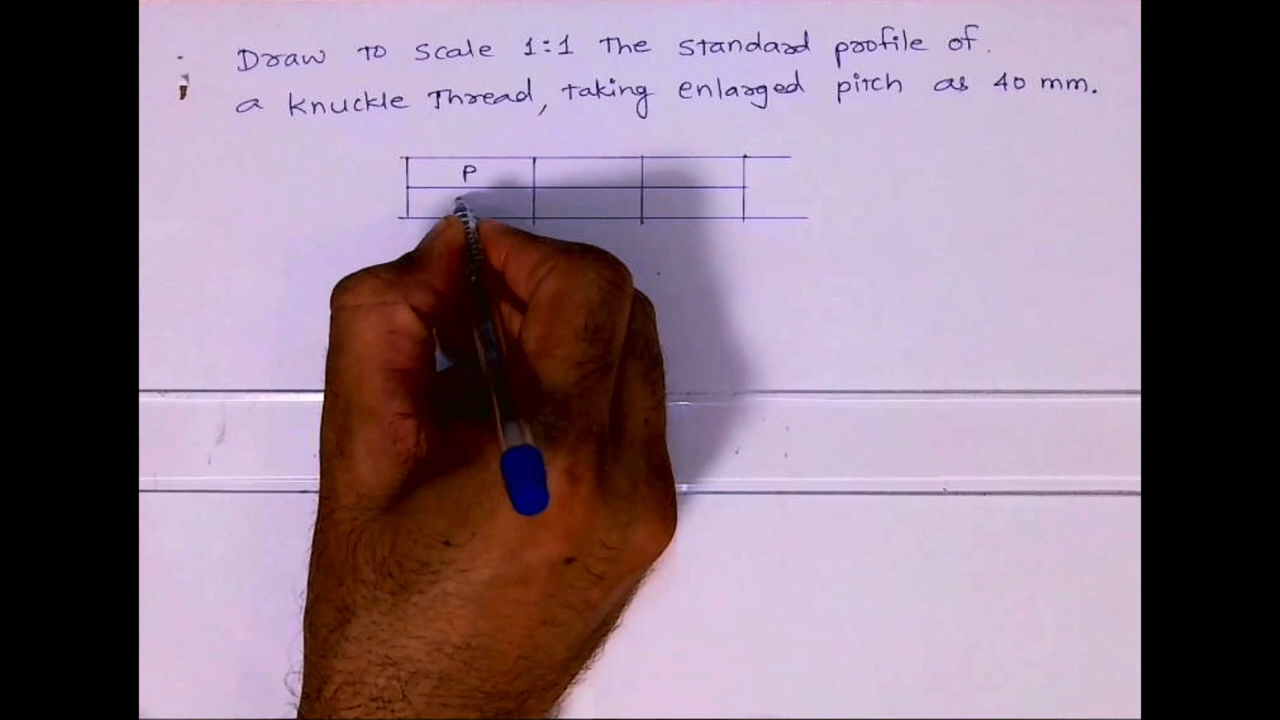 Draw to scale 1:1 the standard profile of.
a knuckle Thread, taking enlarged pitch as 40 mm.
P